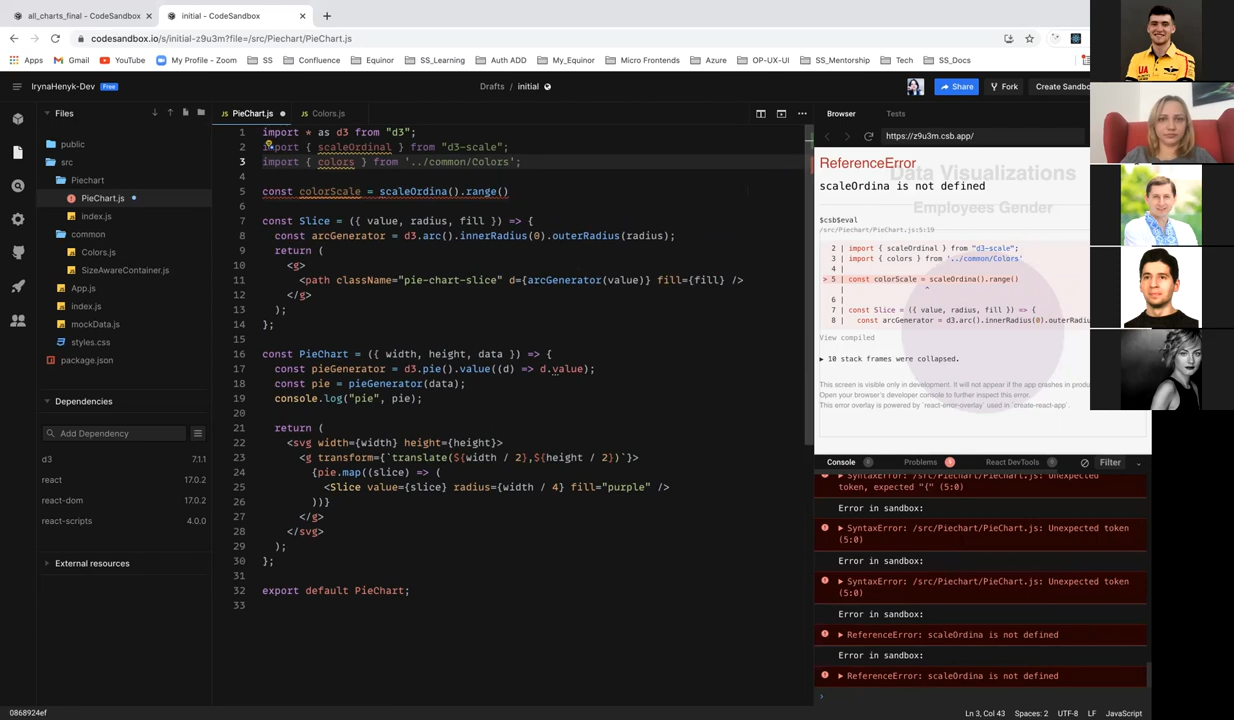 all_charts_final - CodeSandbox
initial - CodeSandbox
codesandbox.io/s/initial-z9u3m?file=/src/Piechart/PieChart.js
Apps
Gmail
YouTube
My Profile - Zoom
SS
Confluence
Equinor
SS_Learning
Auth ADD
My_Equinor
Micro Frontends
Azure
OP-UX-UI
SS_Mentorship
Tech
SS_Docs
IrynaHenyk-Dev
Free
Drafts / initial
Share
Fork
Create Sandbo
Files
public
src
Piechart
PieChart.js
index.js
common
Colors.js
SizeAwareContainer.js
App.js
index.js
mockData.js
styles.css
package.json
Dependencies
Add Dependency
d3 7.1.1
react 17.0.2
react-dom 17.0.2
react-scripts 4.0.0
External resources
0868924ef
PieChart.js
Colors.js
1 import * as d3 from "d3";
2 import { scaleOrdinal } from "d3-scale";
3 import { colors } from '../common/Colors';
4
5 const colorScale = scaleOrdina().range()
6
7 const Slice = ({ value, radius, fill }) => {
8 const arcGenerator = d3.arc().innerRadius(0).outerRadius(radius);
9 return (
10 <g>
11 <path className="pie-chart-slice" d={arcGenerator(value)} fill={fill} />
12 </g>
13 );
14 };
15
16 const PieChart = ({ width, height, data }) => {
17 const pieGenerator = d3.pie().value((d) => d.value);
18 const pie = pieGenerator(data);
19 console.log("pie", pie);
20
21 return (
22 <svg width={width} height={height}>
23 <g transform={`translate(${width / 2},${height / 2})`}>
24 {pie.map((slice) => (
25 <Slice value={slice} radius={width / 4} fill="purple" />
26 ))}
27 </g>
28 </svg>
29 );
30 };
31
32 export default PieChart;
33
Browser
Tests
https://z9u3m.csb.app/
Data Visualizations
Employees Gender
ReferenceError
scaleOrdina is not defined
$csb$eval
/src/Piechart/PieChart.js:5:19
2 | import { scaleOrdinal } from "d3-scale";
3 | import { colors } from '../common/Colors'
4 |
> 5 | const colorScale = scaleOrdina().range()
| ^
6 |
7 | const Slice = ({ value, radius, fill }) => {
8 | const arcGenerator = d3.arc().innerRadius(0).outerRadiu
View compiled
▶ 10 stack frames were collapsed.
This screen is visible only in development. It will not appear if the app crashes in produ
Open your browser's developer console to further inspect this error.
This error overlay is powered by `react-error-overlay` used in `create-react-app`.
Console
Problems
React DevTools
Filter
▶ SyntaxError: /src/Piechart/PieChart.js: Unexpected
token, expected "{" (5:0)
Error in sandbox:
▶ SyntaxError: /src/Piechart/PieChart.js: Unexpected token
(5:0)
Error in sandbox:
▶ SyntaxError: /src/Piechart/PieChart.js: Unexpected token
(5:0)
Error in sandbox:
▶ ReferenceError: scaleOrdina is not defined
Error in sandbox:
▶ ReferenceError: scaleOrdina is not defined
Ln 3, Col 43
Spaces: 2
UTF-8
LF
JavaScript
UA